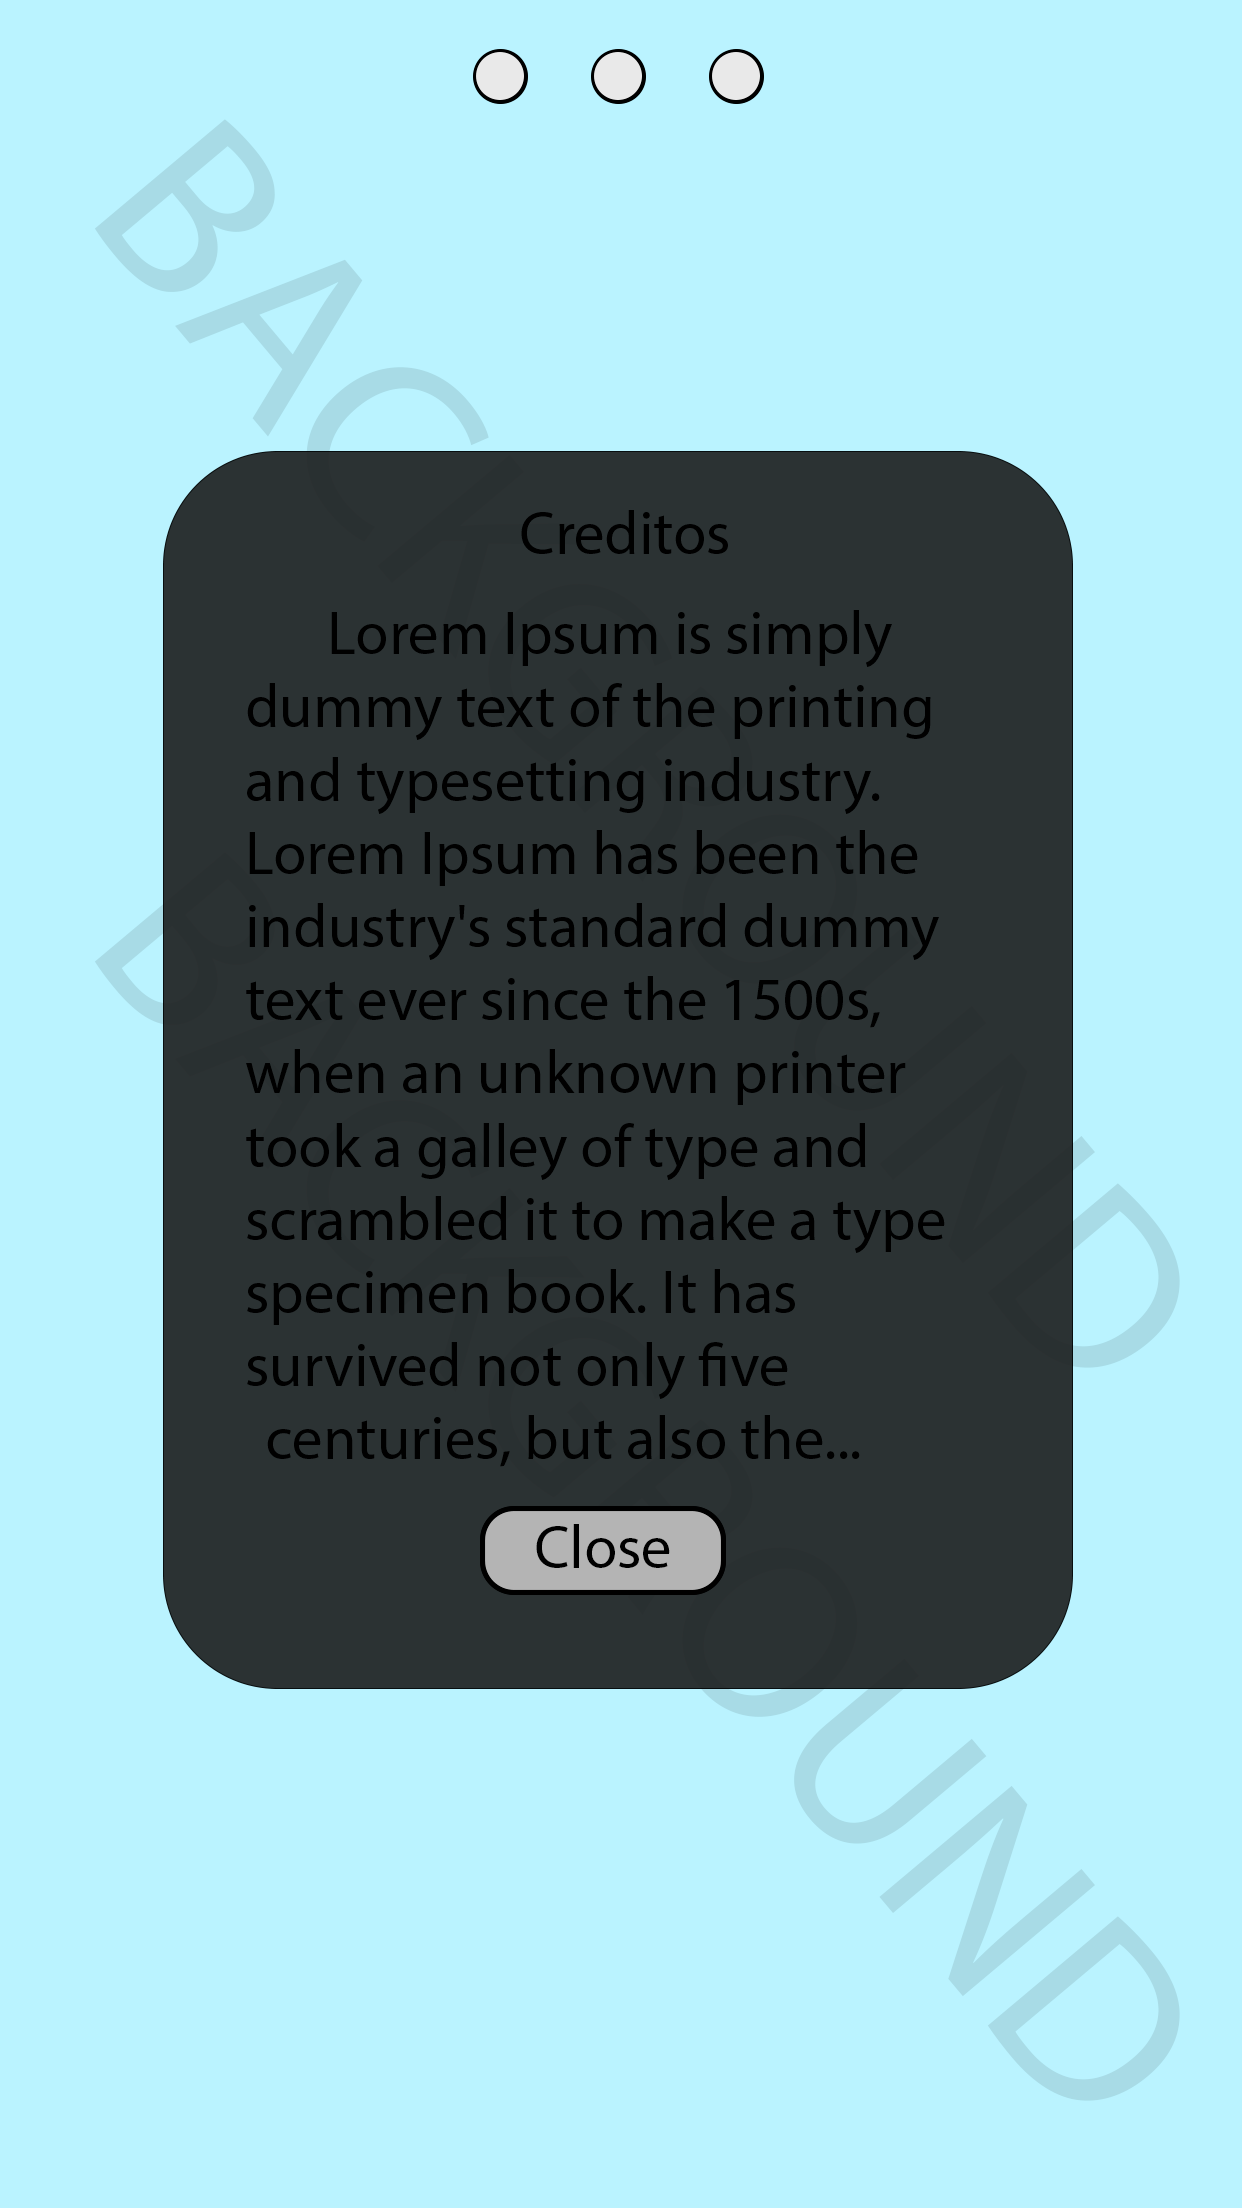 BACKGROUND
Creditos
Lorem Ipsum is simply
dummy text of the printing
and typesetting industry.
Lorem Ipsum has been the
industry's standard dummy
text ever since the 1500s,
when an unknown printer
took a galley of type and
scrambled it to make a type
specimen book. It has
survived not only five
centuries, but also the...
Close
BACKGROUND